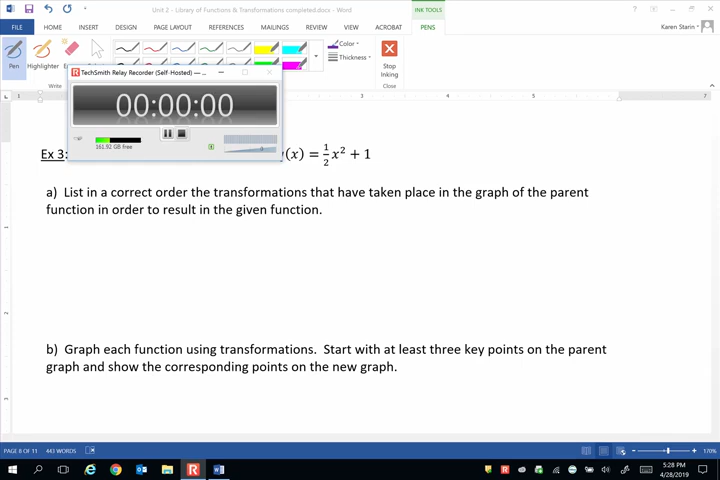 Unit 2 - Library of Functions & Transformations completed.docx - Word
INK TOOLS
FILE HOME INSERT DESIGN PAGE LAYOUT REFERENCES MAILINGS REVIEW VIEW ACROBAT PENS
Karen Starin
Pen
Highlighter
Color
Thickness
Stop
Inking
Write
Close
TechSmith Relay Recorder (Self-Hosted) — ...
00:00:00
161.92 GB free
1 3 4 5 7
Ex 3: (x) = 1/2 x² + 1
a) List in a correct order the transformations that have taken place in the graph of the parent
function in order to result in the given function.
b) Graph each function using transformations. Start with at least three key points on the parent
graph and show the corresponding points on the new graph.
PAGE 8 OF 11 443 WORDS
170%
5:28 PM
4/28/2019